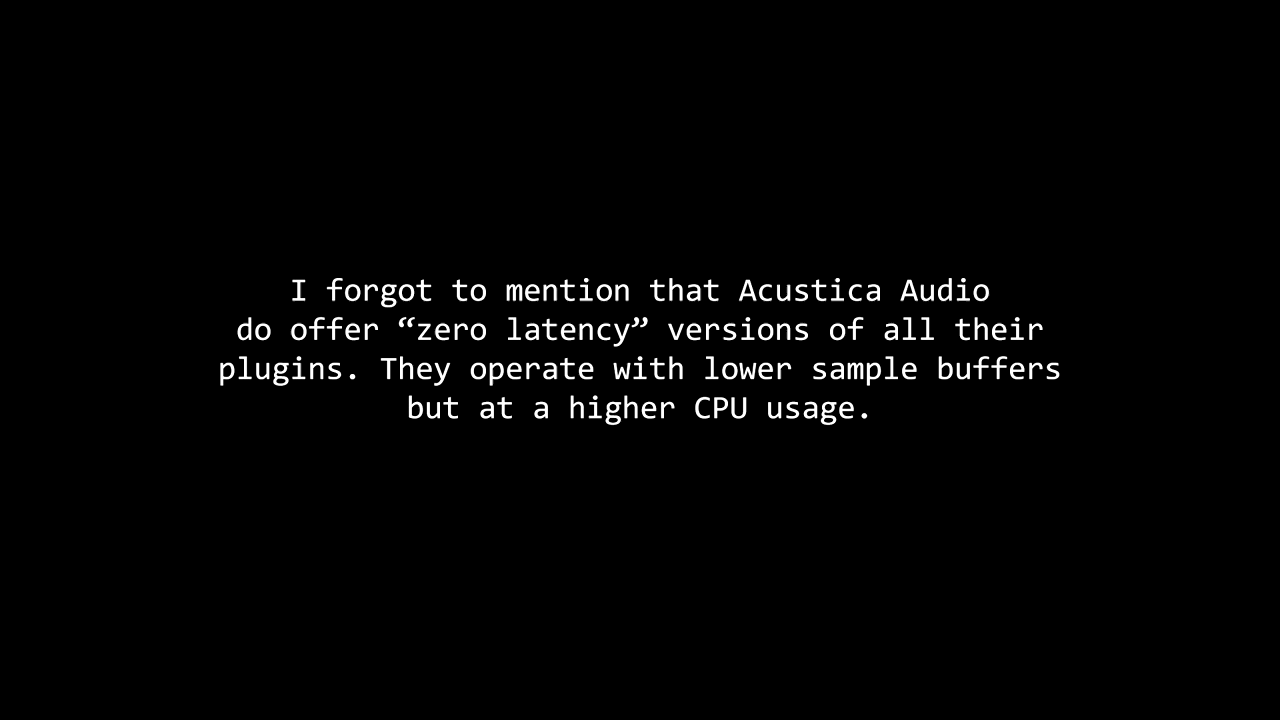 I forgot to mention that Acustica Audio
do offer “zero latency” versions of all their
plugins. They operate with lower sample buffers
but at a higher CPU usage.